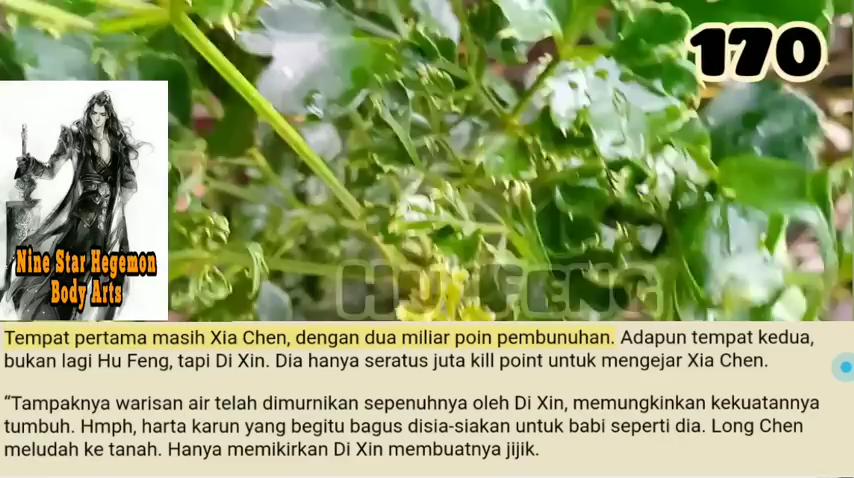 170
Nine Star Hegemon
Body Arts
HU FENG
Tempat pertama masih Xia Chen, dengan dua miliar poin pembunuhan. Adapun tempat kedua,
bukan lagi Hu Feng, tapi Di Xin. Dia hanya seratus juta kill point untuk mengejar Xia Chen.
“Tampaknya warisan air telah dimurnikan sepenuhnya oleh Di Xin, memungkinkan kekuatannya
tumbuh. Hmph, harta karun yang begitu bagus disia-siakan untuk babi seperti dia. Long Chen
meludah ke tanah. Hanya memikirkan Di Xin membuatnya jijik.